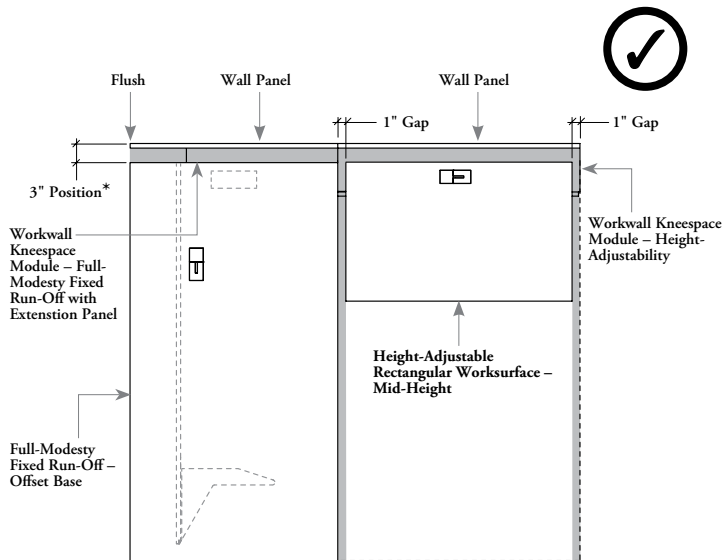 Flush
Wall Panel
Wall Panel
1" Gap
1" Gap
3" Position*
Workwall
Kneespace
Module – Full-
Modesty Fixed
Run-Off with
Extenstion Panel
Workwall Kneespace
Module – Height-
Adjustability
Height-Adjustable
Rectangular Worksurface –
Mid-Height
Full-Modesty
Fixed Run-Off –
Offset Base